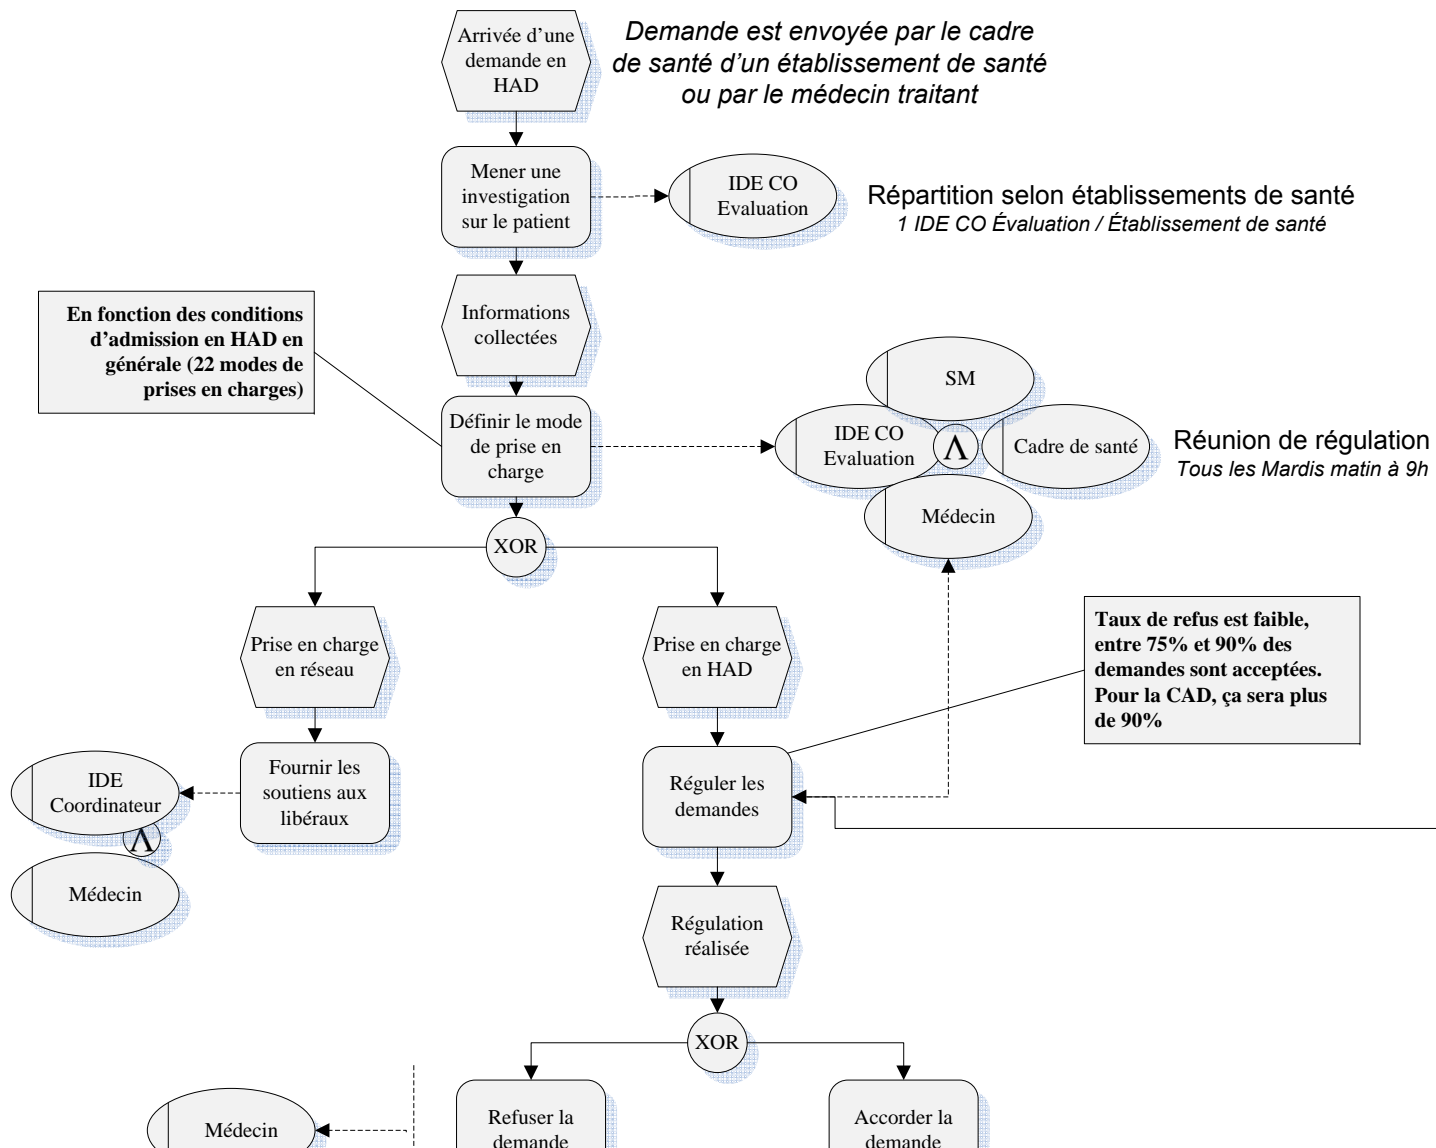 Arrivée d’une
demande en
HAD
Demande est envoyée par le cadre
de santé d’un établissement de santé
ou par le médecin traitant
Mener une
investigation
sur le patient
IDE CO
Evaluation
Répartition selon établissements de santé
1 IDE CO Évaluation / Établissement de santé
Informations
collectées
En fonction des conditions
d’admission en HAD en
générale (22 modes de
prises en charges)
Définir le mode
de prise en
charge
SM
IDE CO
Evaluation
Λ
Cadre de santé
Médecin
Réunion de régulation
Tous les Mardis matin à 9h
XOR
Prise en charge
en réseau
Prise en charge
en HAD
Taux de refus est faible,
entre 75% et 90% des
demandes sont acceptées.
Pour la CAD, ça sera plus
de 90%
IDE
Coordinateur
Λ
Médecin
Fournir les
soutiens aux
libéraux
Réguler les
demandes
Régulation
réalisée
XOR
Médecin
Refuser la
demande
Accorder la
demande